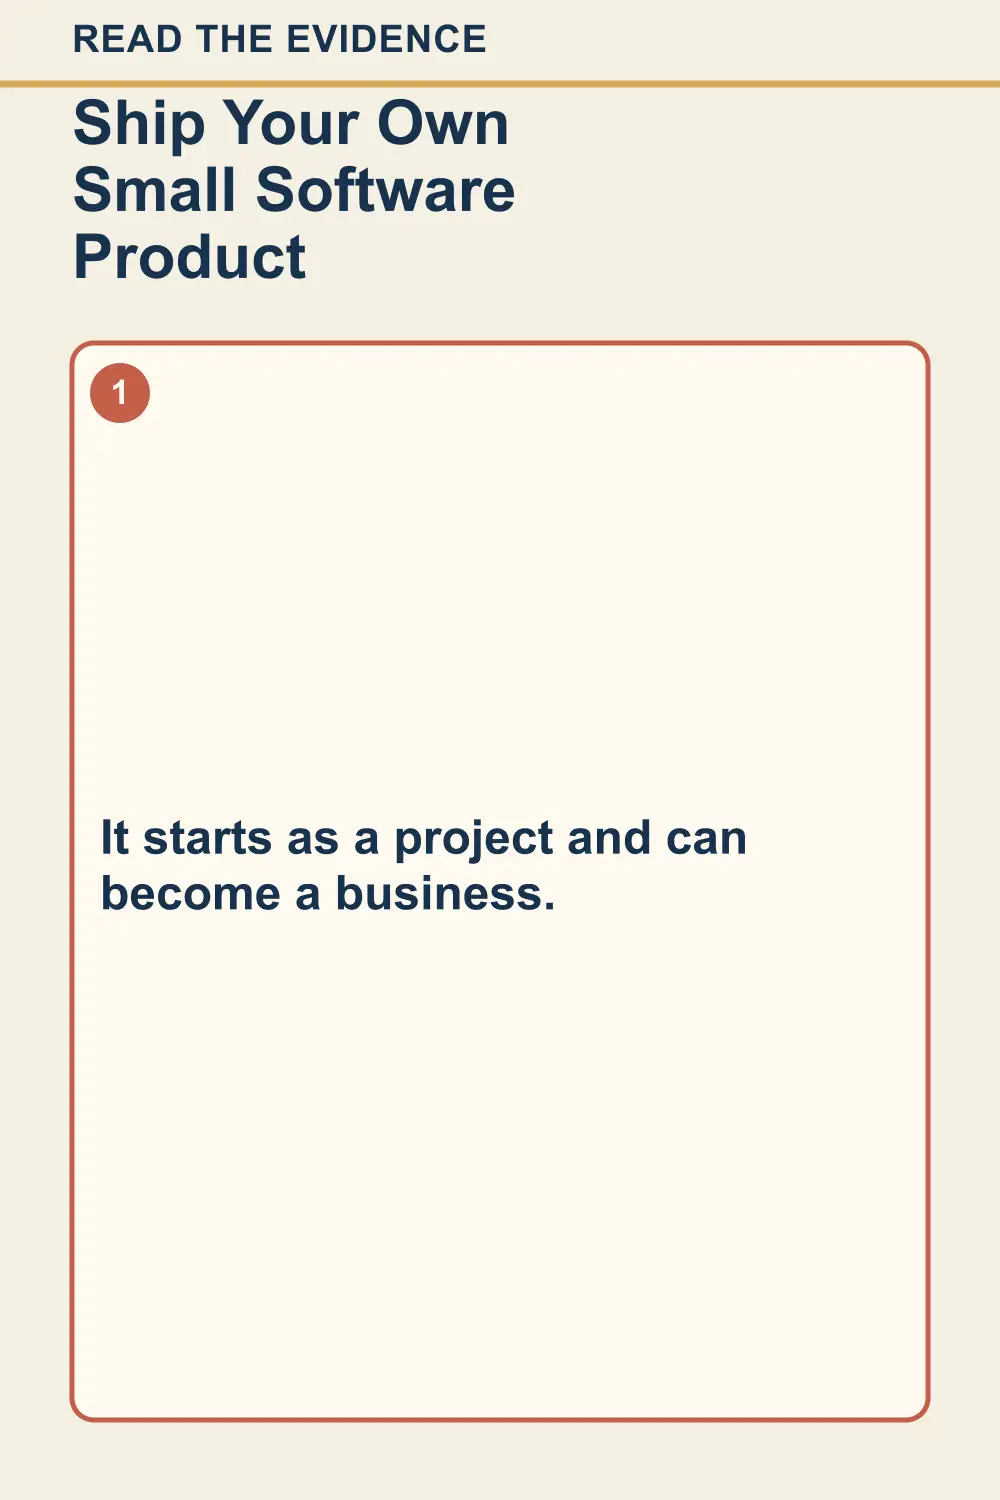 READ THE EVIDENCE
Ship Your Own
Small Software
Product
1
It starts as a project and can
become a business.